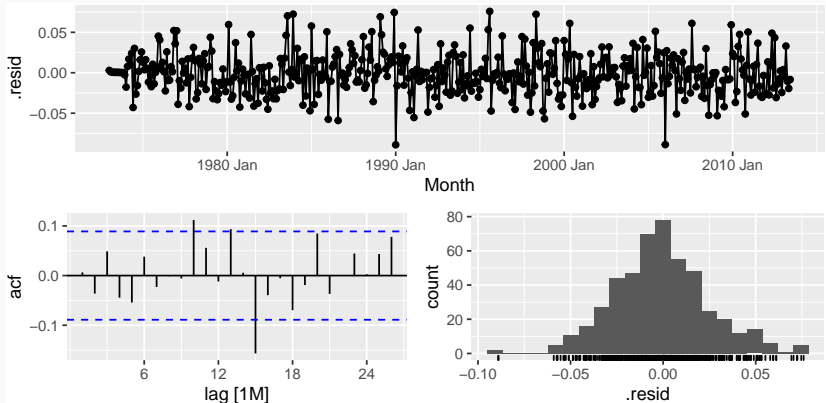 0.05
0.00
−0.05
.resid
1980 Jan 1990 Jan 2000 Jan 2010 Jan
Month
0.1
0.0
−0.1
acf
6 12 18 24
lag [1M]
80
60
40
20
0
count
−0.10 −0.05 0.00 0.05
.resid